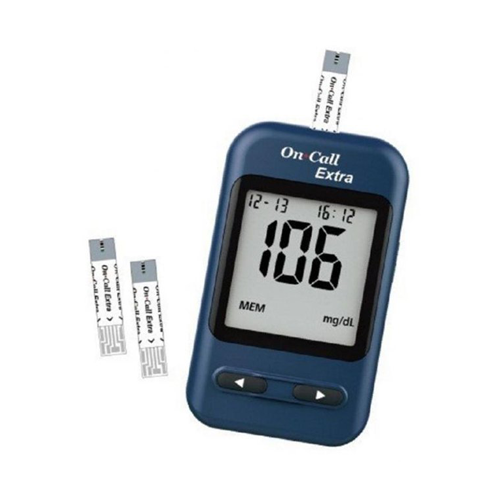 On·Call Extra
On·Call
Extra
12-13 16:12
106
MEM
mg/dL
On·Call Extra
On·Call Extra